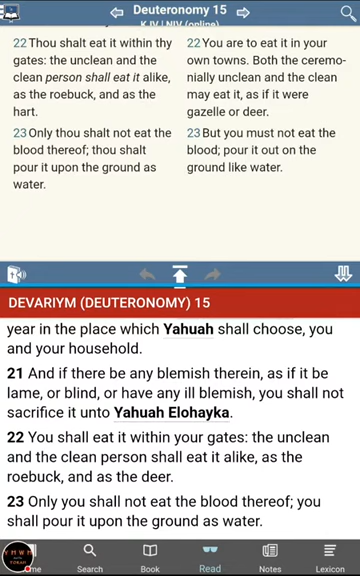 Deuteronomy 15
KJV | NIV (online)
22 Thou shalt eat it within thy
gates: the unclean and the
clean person shall eat it alike,
as the roebuck, and as the
hart.
23 Only thou shalt not eat the
blood thereof; thou shalt
pour it upon the ground as
water.
22 You are to eat it in your
own towns. Both the ceremo-
nially unclean and the clean
may eat it, as if it were
gazelle or deer.
23 But you must not eat the
blood; pour it out on the
ground like water.
DEVARIYM (DEUTERONOMY) 15
year in the place which Yahuah shall choose, you
and your household.
21 And if there be any blemish therein, as if it be
lame, or blind, or have any ill blemish, you shall not
sacrifice it unto Yahuah Elohayka.
22 You shall eat it within your gates: the unclean
and the clean person shall eat it alike, as the
roebuck, and as the deer.
23 Only you shall not eat the blood thereof; you
shall pour it upon the ground as water.
YMWM
WITH
TORAH
me
Search
Book
Read
Notes
Lexicon